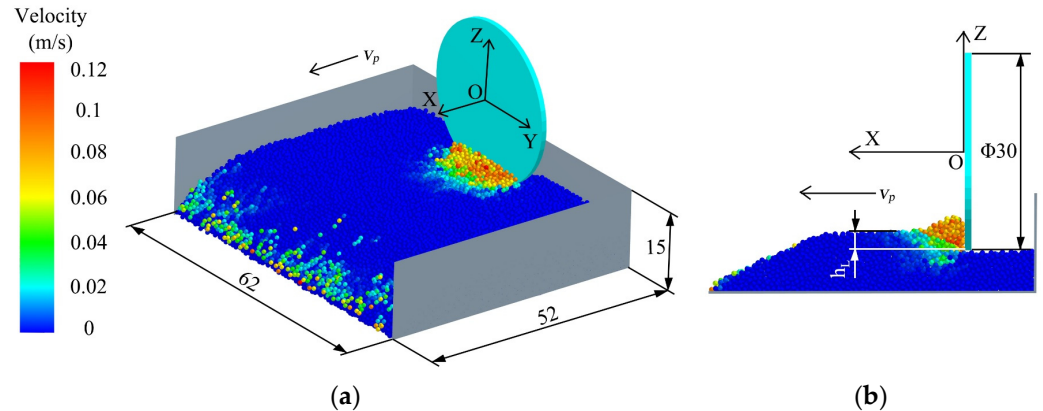 Velocity
(m/s)
0.12
0.1
0.08
0.06
0.04
0.02
0
v_p
Z
X
O
Y
62
52
15
(a)
Z
X
O
Φ30
v_p
h_L
(b)